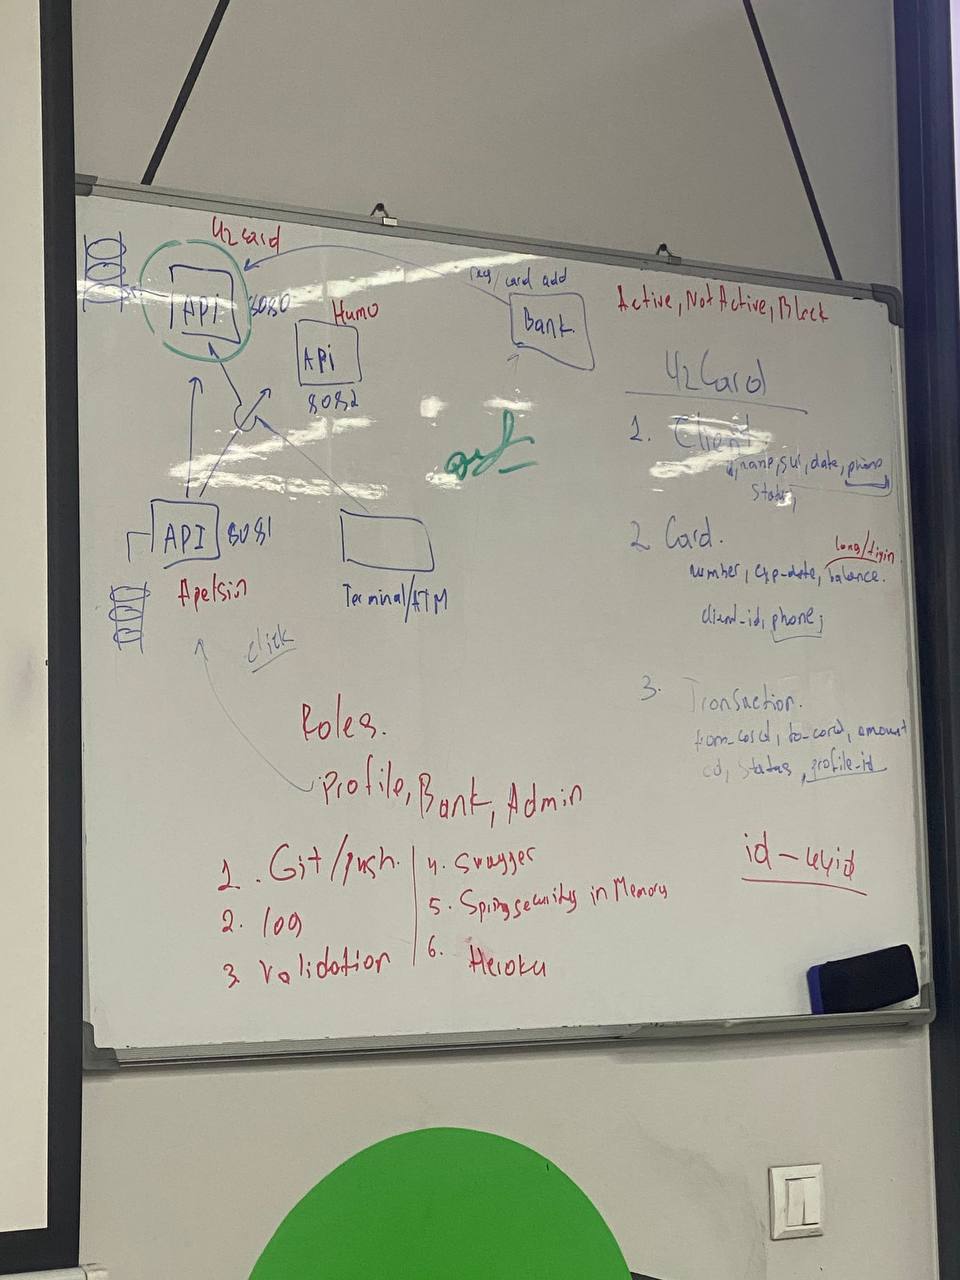 UzCard
API
8080
Humo
API
8082
reg/card add
Bank
API
8081
Apelsin
Terminal/ATM
click
Active, Not Active, Block
UzCard
1. Client
name, sur, date, phone
status,
2 Card.
number, exp-date, balance.
long/tiyin
client-id, phone,
3. Transaction.
from-card, to-card, amount
cd, status, profile-id
Roles.
Profile, Bank, Admin
1. Git/push.
2. log
3. Validation
4. Swagger
5. Spring security in Memory
6. Heroku
id - uuid